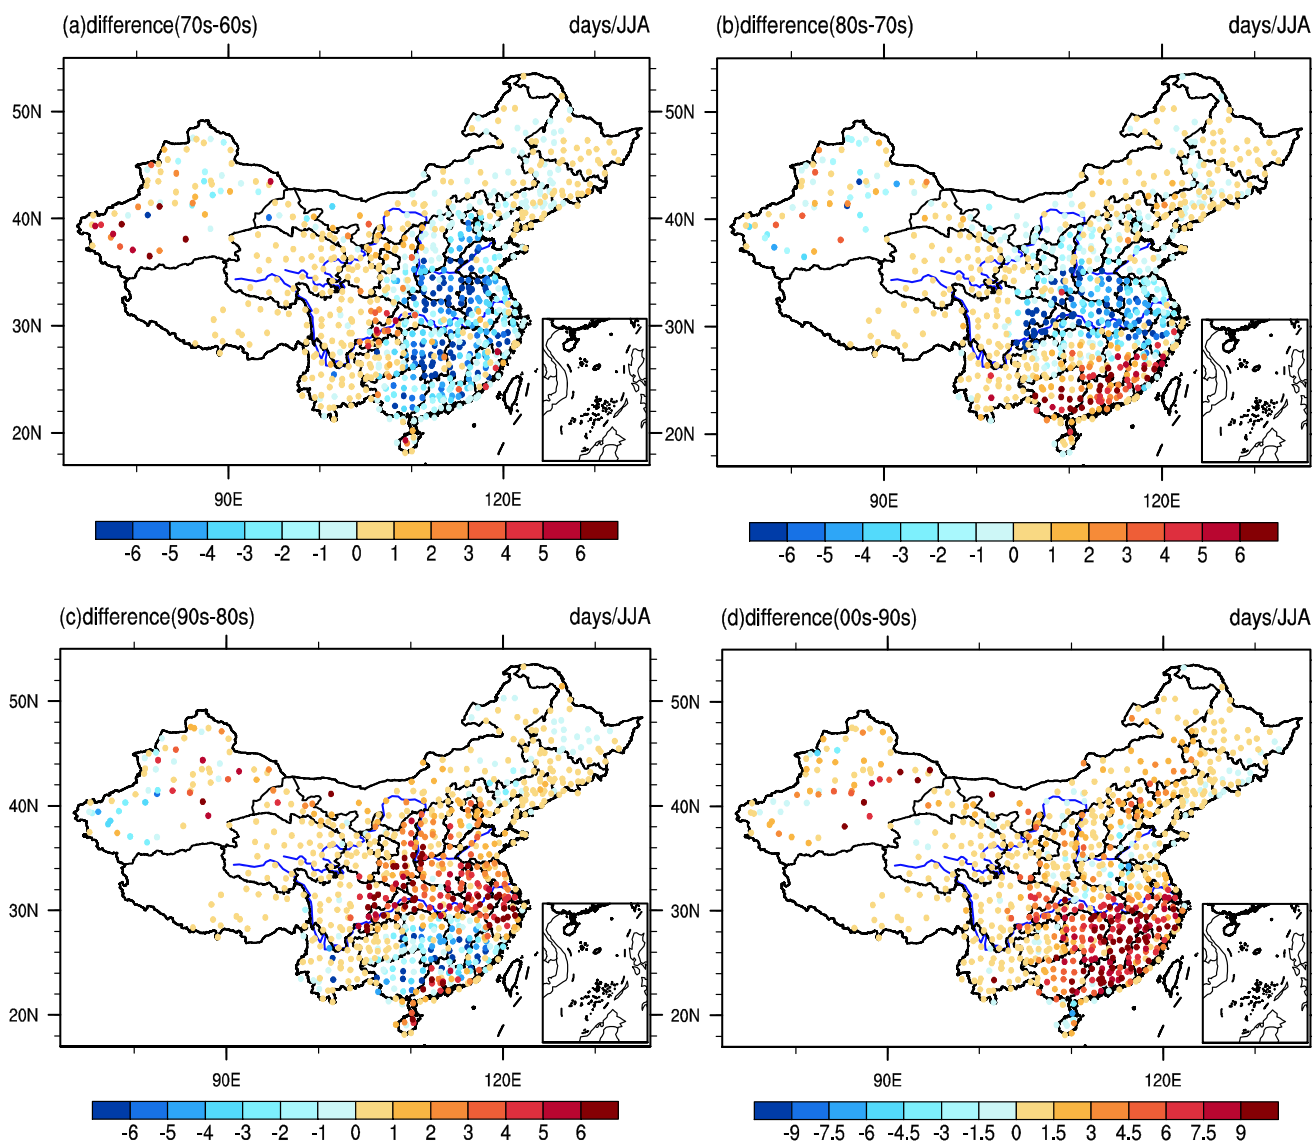 (a)difference(70s-60s) days/JJA
(b)difference(80s-70s) days/JJA
50N
40N
30N
20N
90E 120E
50N
40N
30N
20N
90E 120E
-6 -5 -4 -3 -2 -1 0 1 2 3 4 5 6
-6 -5 -4 -3 -2 -1 0 1 2 3 4 5 6
(c)difference(90s-80s) days/JJA
(d)difference(00s-90s) days/JJA
50N
40N
30N
20N
90E 120E
50N
40N
30N
20N
90E 120E
-6 -5 -4 -3 -2 -1 0 1 2 3 4 5 6
-9 -7.5 -6 -4.5 -3 -1.5 0 1.5 3 4.5 6 7.5 9